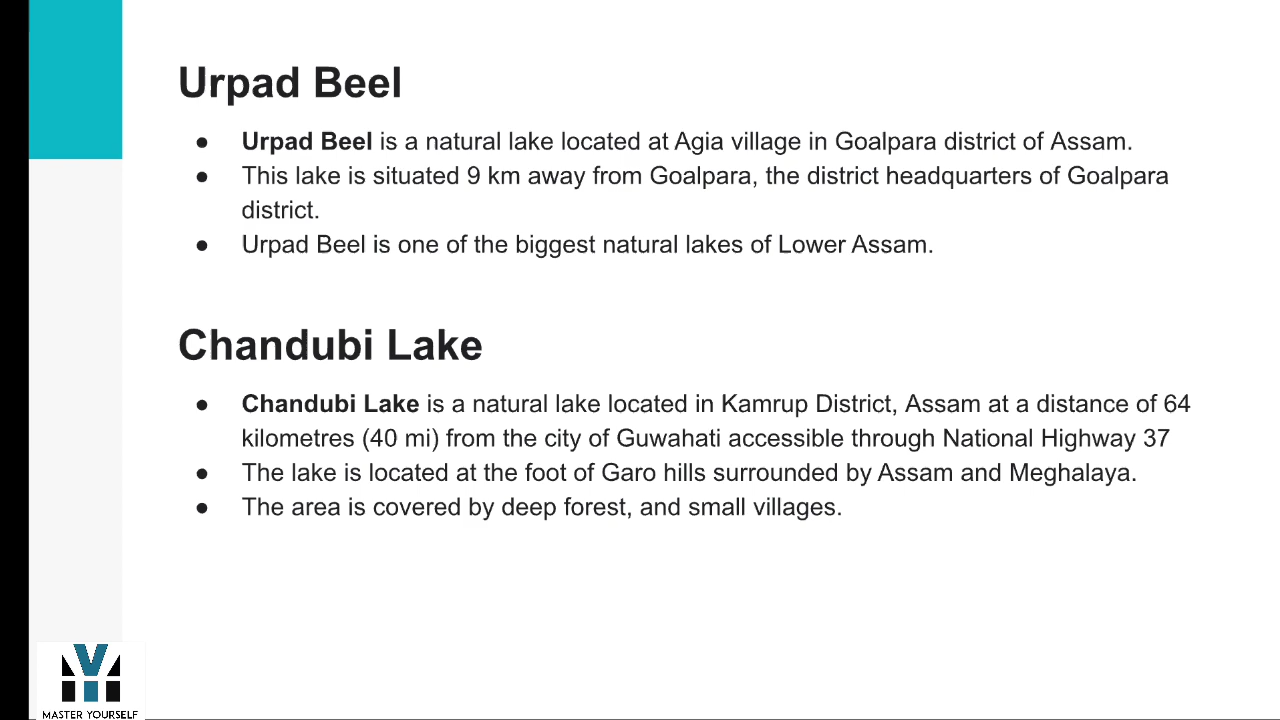 Urpad Beel
● Urpad Beel is a natural lake located at Agia village in Goalpara district of Assam.
● This lake is situated 9 km away from Goalpara, the district headquarters of Goalpara
district.
● Urpad Beel is one of the biggest natural lakes of Lower Assam.
Chandubi Lake
● Chandubi Lake is a natural lake located in Kamrup District, Assam at a distance of 64
kilometres (40 mi) from the city of Guwahati accessible through National Highway 37
● The lake is located at the foot of Garo hills surrounded by Assam and Meghalaya.
● The area is covered by deep forest, and small villages.
MASTER YOURSELF